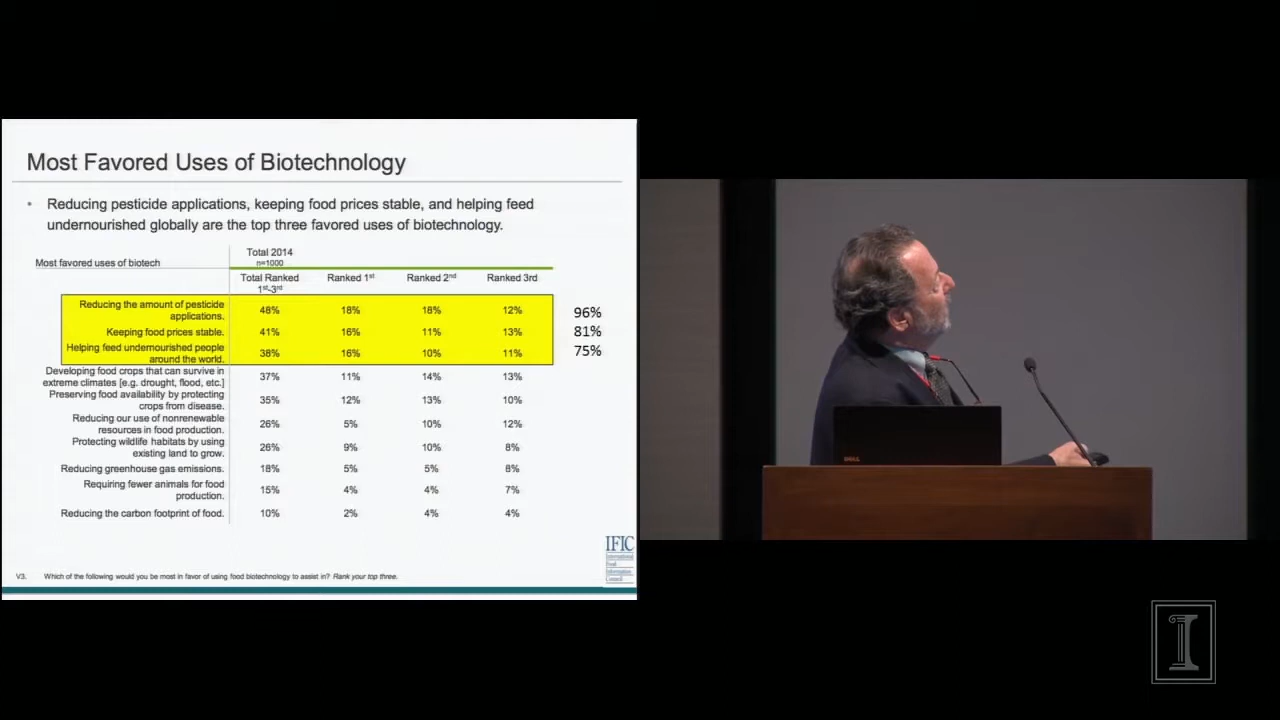 Most Favored Uses of Biotechnology
• Reducing pesticide applications, keeping food prices stable, and helping feed
undernourished globally are the top three favored uses of biotechnology.
Total 2014
Most favored uses of biotech n=1000
Total Ranked Ranked 1st Ranked 2nd Ranked 3rd
1st-3rd
Reducing the amount of pesticide
applications. 48% 18% 18% 12% 96%
Keeping food prices stable. 41% 16% 11% 13% 81%
Helping feed undernourished people
around the world. 38% 16% 10% 11% 75%
Developing food crops that can survive in
extreme climates [e.g. drought, flood, etc.] 37% 11% 14% 13%
Preserving food availability by protecting
crops from disease. 35% 12% 13% 10%
Reducing our use of nonrenewable
resources in food production. 26% 5% 10% 12%
Protecting wildlife habitats by using
existing land to grow. 26% 9% 10% 8%
Reducing greenhouse gas emissions. 18% 5% 5% 8%
Requiring fewer animals for food
production. 15% 4% 4% 7%
Reducing the carbon footprint of food. 10% 2% 4% 4%
IFIC
International
Food
Information
Council
V3. Which of the following would you be most in favor of using food biotechnology to assist in? Rank your top three.
DELL
I